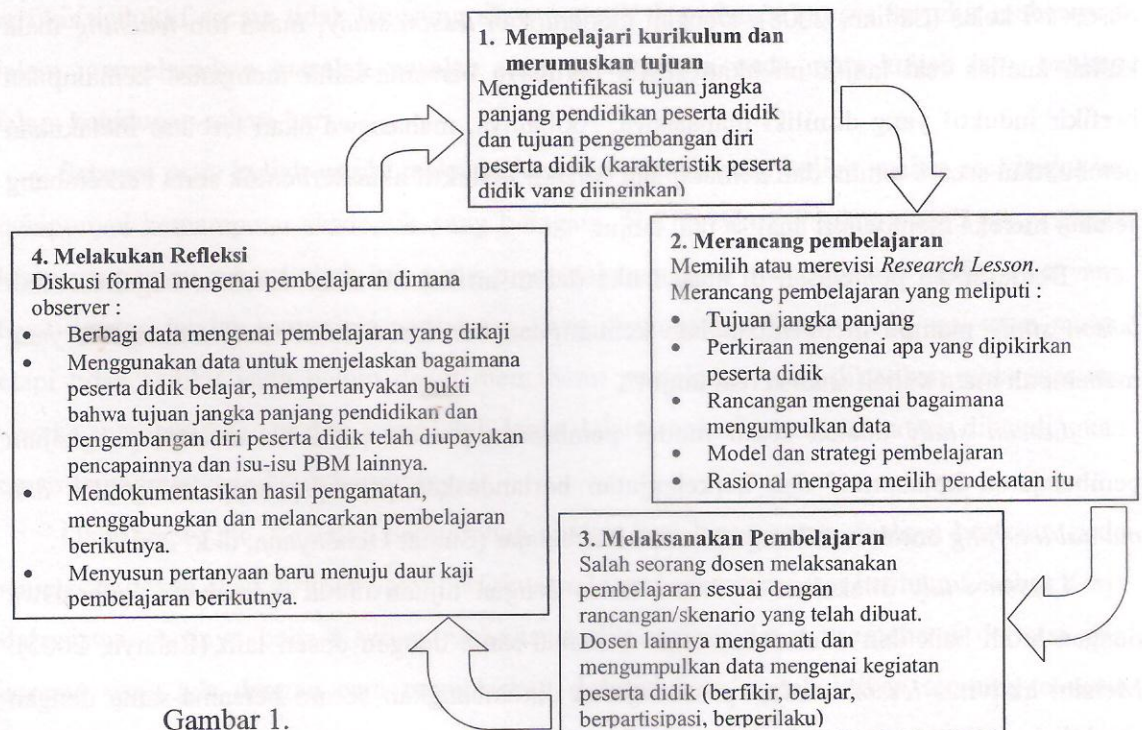 1. Mempelajari kurikulum dan
merumuskan tujuan
Mengidentifikasi tujuan jangka
panjang pendidikan peserta didik
dan tujuan pengembangan diri
peserta didik (karakteristik peserta
didik yang diinginkan)
2. Merancang pembelajaran
Memilih atau merevisi Research Lesson.
Merancang pembelajaran yang meliputi :
• Tujuan jangka panjang
• Perkiraan mengenai apa yang dipikirkan
peserta didik
• Rancangan mengenai bagaimana
mengumpulkan data
• Model dan strategi pembelajaran
• Rasional mengapa meilih pendekatan itu
3. Melaksanakan Pembelajaran
Salah seorang dosen melaksanakan
pembelajaran sesuai dengan
rancangan/skenario yang telah dibuat.
Dosen lainnya mengamati dan
mengumpulkan data mengenai kegiatan
peserta didik (berfikir, belajar,
berpartisipasi, berperilaku)
4. Melakukan Refleksi
Diskusi formal mengenai pembelajaran dimana
observer :
• Berbagi data mengenai pembelajaran yang dikaji
Menggunakan data untuk menjelaskan bagaimana
peserta didik belajar, mempertanyakan bukti
bahwa tujuan jangka panjang pendidikan dan
pengembangan diri peserta didik telah diupayakan
pencapainnya dan isu-isu PBM lainnya.
• Mendokumentasikan hasil pengamatan,
menggabungkan dan melancarkan pembelajaran
berikutnya.
• Menyusun pertanyaan baru menuju daur kaji
pembelajaran berikutnya.
Gambar 1.